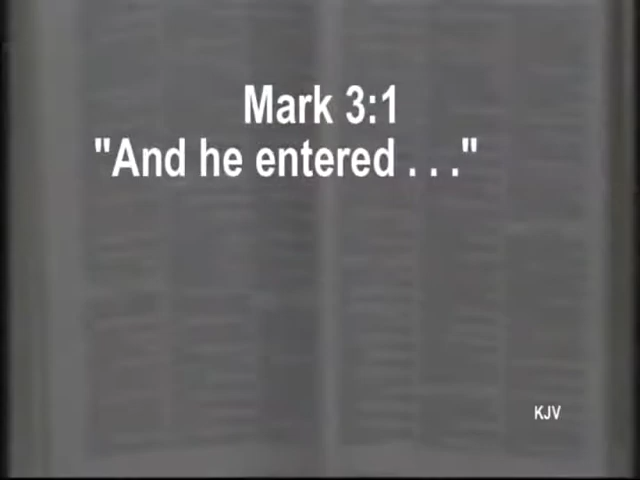 Mark 3:1
"And he entered . . ."
KJV